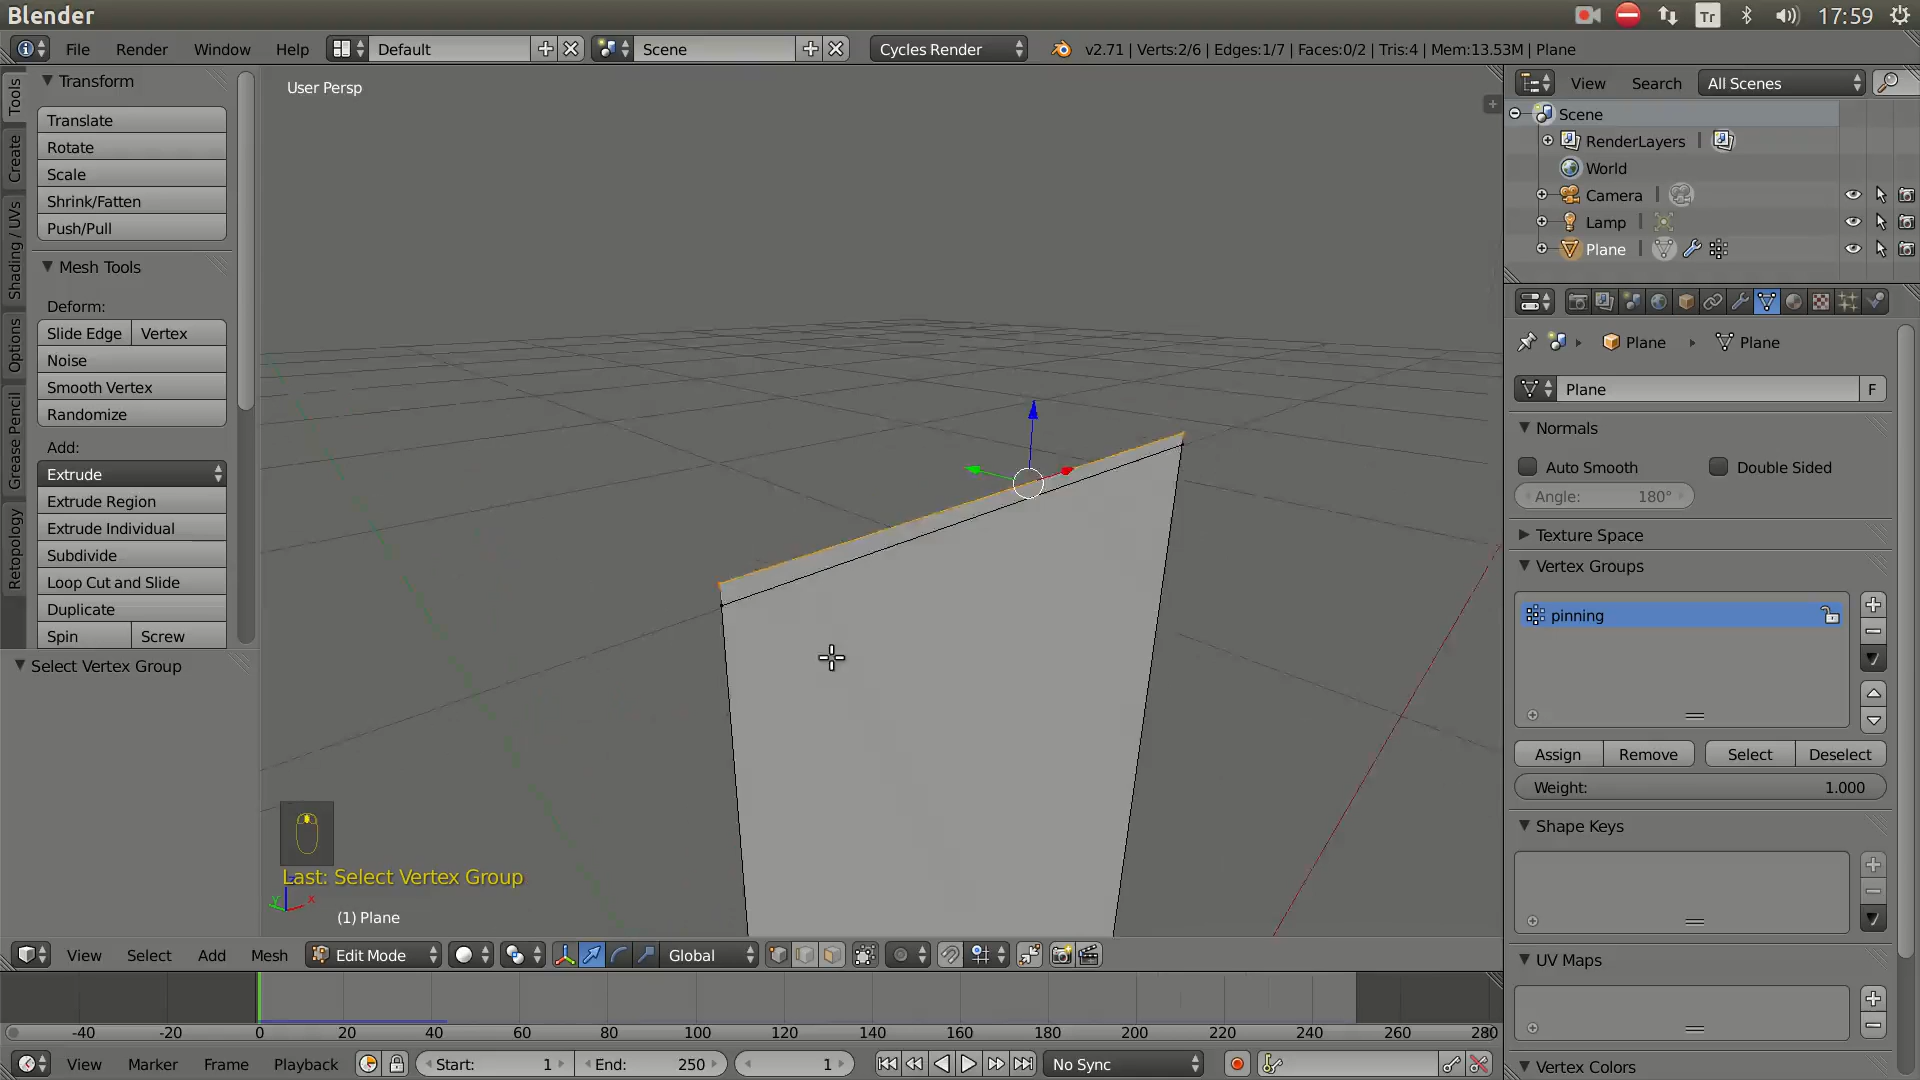 Blender
Tr
17:59
File Render Window Help
Default
Scene
Cycles Render
v2.71 | Verts:2/6 | Edges:1/7 | Faces:0/2 | Tris:4 | Mem:13.53M | Plane
Tools
Create
Shading / UVs
Options
Grease Pencil
Retopology
Transform
Translate
Rotate
Scale
Shrink/Fatten
Push/Pull
Mesh Tools
Deform:
Slide Edge Vertex
Noise
Smooth Vertex
Randomize
Add:
Extrude
Extrude Region
Extrude Individual
Subdivide
Loop Cut and Slide
Duplicate
Spin Screw
Select Vertex Group
User Persp
Last: Select Vertex Group
y x
(1) Plane
View Select Add Mesh Edit Mode Global
-40 -20 0 20 40 60 80 100 120 140 160 180 200 220 240 260 280
View Marker Frame Playback Start: 1 End: 250 1 No Sync
View Search All Scenes
Scene
RenderLayers |
World
Camera |
Lamp |
Plane |
Plane Plane
Plane F
Normals
Auto Smooth Double Sided
Angle: 180°
Texture Space
Vertex Groups
pinning
Assign Remove Select Deselect
Weight: 1.000
Shape Keys
UV Maps
Vertex Colors